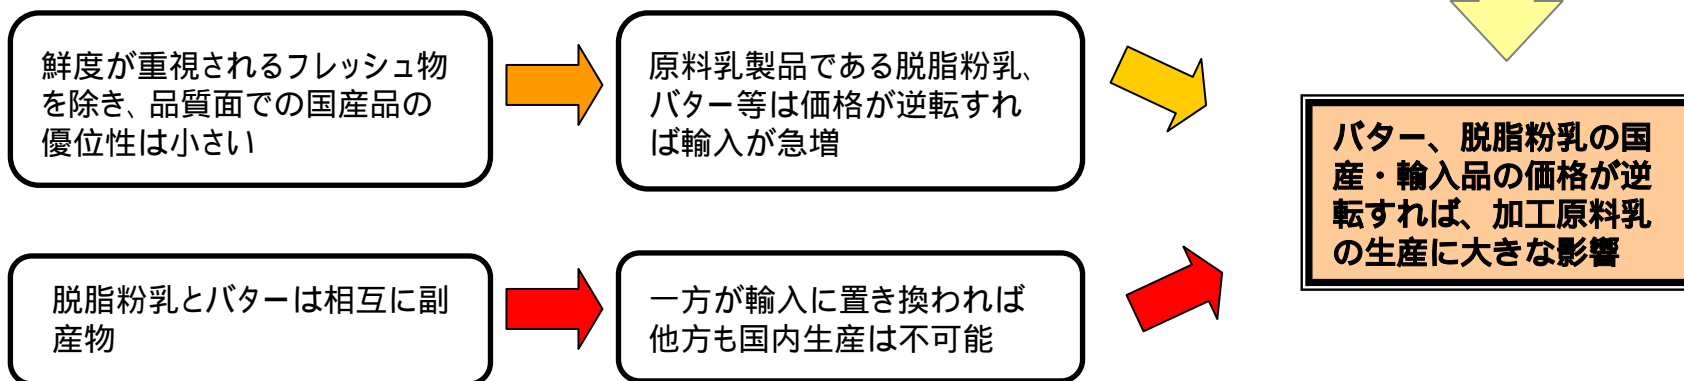 鮮度が重視されるフレッシュ物
を除き、品質面での国産品の
優位性は小さい
原料乳製品である脱脂粉乳、
バター等は価格が逆転すれ
ば輸入が急増
バター、脱脂粉乳の国
産・輸入品の価格が逆
転すれば、加工原料乳
の生産に大きな影響
脱脂粉乳とバターは相互に副
産物
一方が輸入に置き換われば
他方も国内生産は不可能